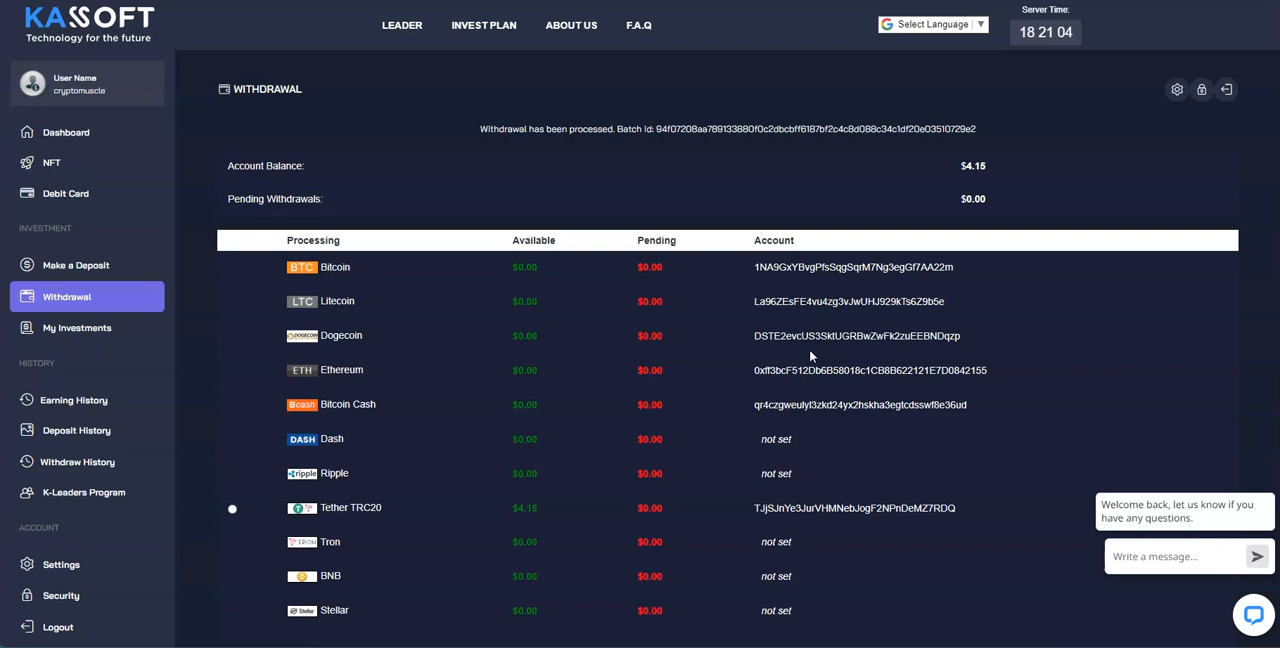 KASSOFT
Technology for the future
LEADER INVEST PLAN ABOUT US F.A.Q
Select Language ▼
Server Time:
18 21 04
User Name
cryptomuscle
Dashboard
NFT
Debit Card
INVESTMENT
Make a Deposit
Withdrawal
My Investments
HISTORY
Earning History
Deposit History
Withdraw History
K-Leaders Program
ACCOUNT
Settings
Security
Logout
WITHDRAWAL
Withdrawal has been processed. Batch Id: 94f07208aa789133880f0c2dbcbff6187bf2c4c8d088c34c1df20e03510729e2
Account Balance: $4.15
Pending Withdrawals: $0.00
Processing Available Pending Account
BTC Bitcoin $0.00 $0.00 1NA9GxYBvgPfsSqgSqrM7Ng3egGf7AA22m
LTC Litecoin $0.00 $0.00 La96ZEsFE4vu4zg3vJwUHJ929kTs6Z9b5e
DOGECOIN Dogecoin $0.00 $0.00 DSTE2evcUS3SktUGRBwZwFk2zuEEBNDqzp
ETH Ethereum $0.00 $0.00 0xff3bcF512Db6B58018c1CB8B622121E7D0842155
Bcash Bitcoin Cash $0.00 $0.00 qr4czgweulyl3zkd24yx2hskha3egtcdsswf8e36ud
DASH Dash $0.00 $0.00 not set
ripple Ripple $0.00 $0.00 not set
Tether TRC20 $4.15 $0.00 TJjSJnYe3JurVHMNebJogF2NPnDeMZ7RDQ
TRON Tron $0.00 $0.00 not set
BNB $0.00 $0.00 not set
Stellar Stellar $0.00 $0.00 not set
Welcome back, let us know if you
have any questions.
Write a message...